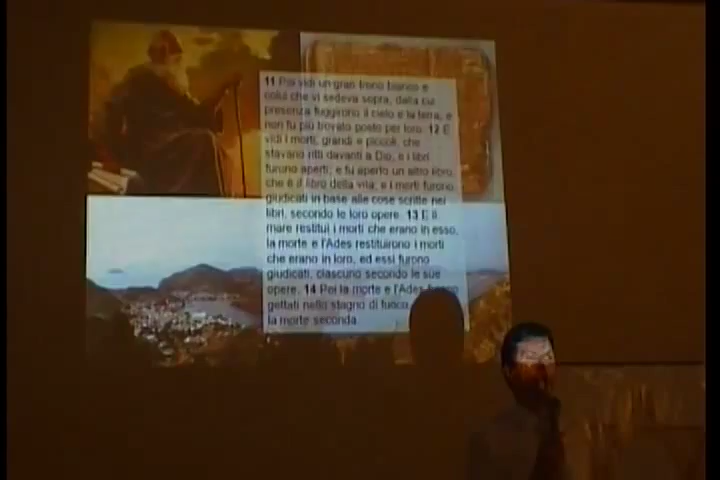 11 Poi vidi un gran trono bianco e
colui che vi sedeva sopra, dalla cui
presenza fuggirono il cielo e la terra, e
non fu più trovato posto per loro. 12 E
vidi i morti, grandi e piccoli, che
stavano ritti davanti a Dio, e i libri
furono aperti; e fu aperto un altro libro,
che è il libro della vita; e i morti furono
giudicati in base alle cose scritte nei
libri, secondo le loro opere. 13 E il
mare restituì i morti che erano in esso,
la morte e l'Ades restituirono i morti
che erano in loro, ed essi furono
giudicati, ciascuno secondo le sue
opere. 14 Poi la morte e l'Ades furono
gettati nello stagno di fuoco
la morte seconda.